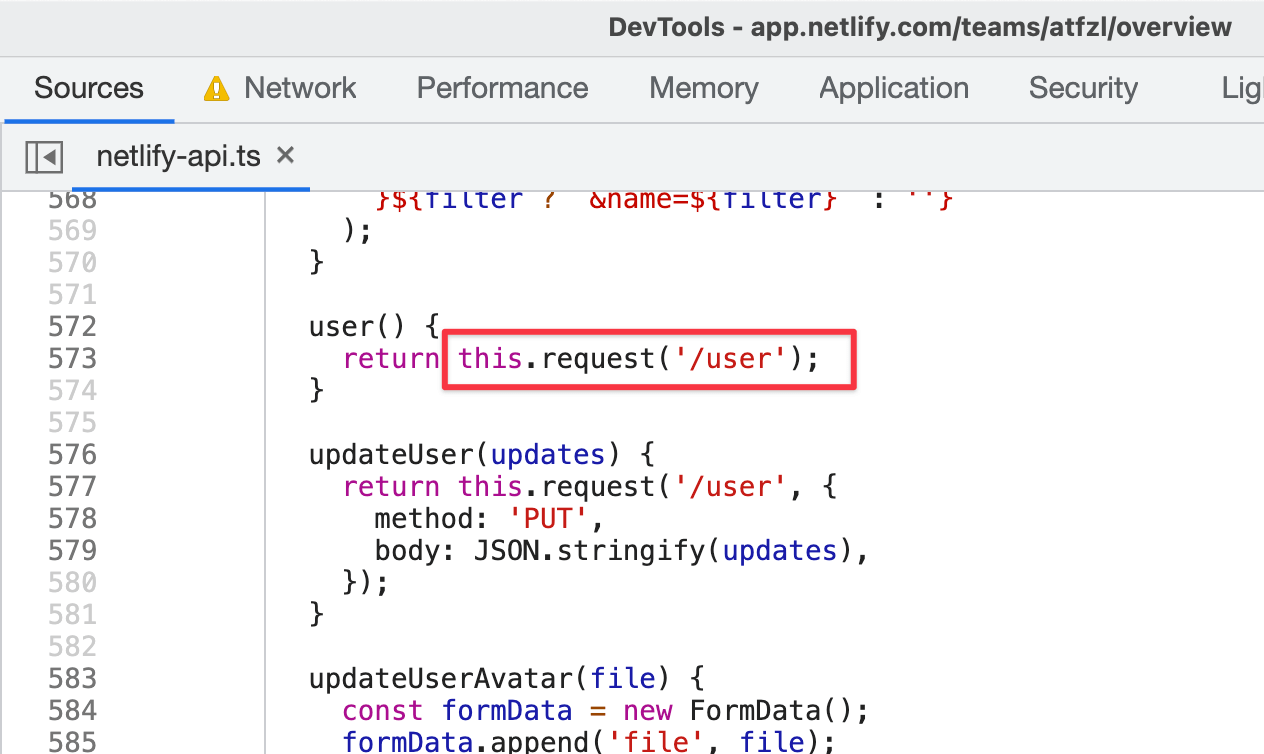 DevTools - app.netlify.com/teams/atfzl/overview
Sources Network Performance Memory Application Security Lig
netlify-api.ts ×
568 }${filter ? `&name=${filter}` : ''}
569 );
570 }
571
572 user() {
573 return this.request('/user');
574 }
575
576 updateUser(updates) {
577 return this.request('/user', {
578 method: 'PUT',
579 body: JSON.stringify(updates),
580 });
581 }
582
583 updateUserAvatar(file) {
584 const formData = new FormData();
585 formData.append('file', file);